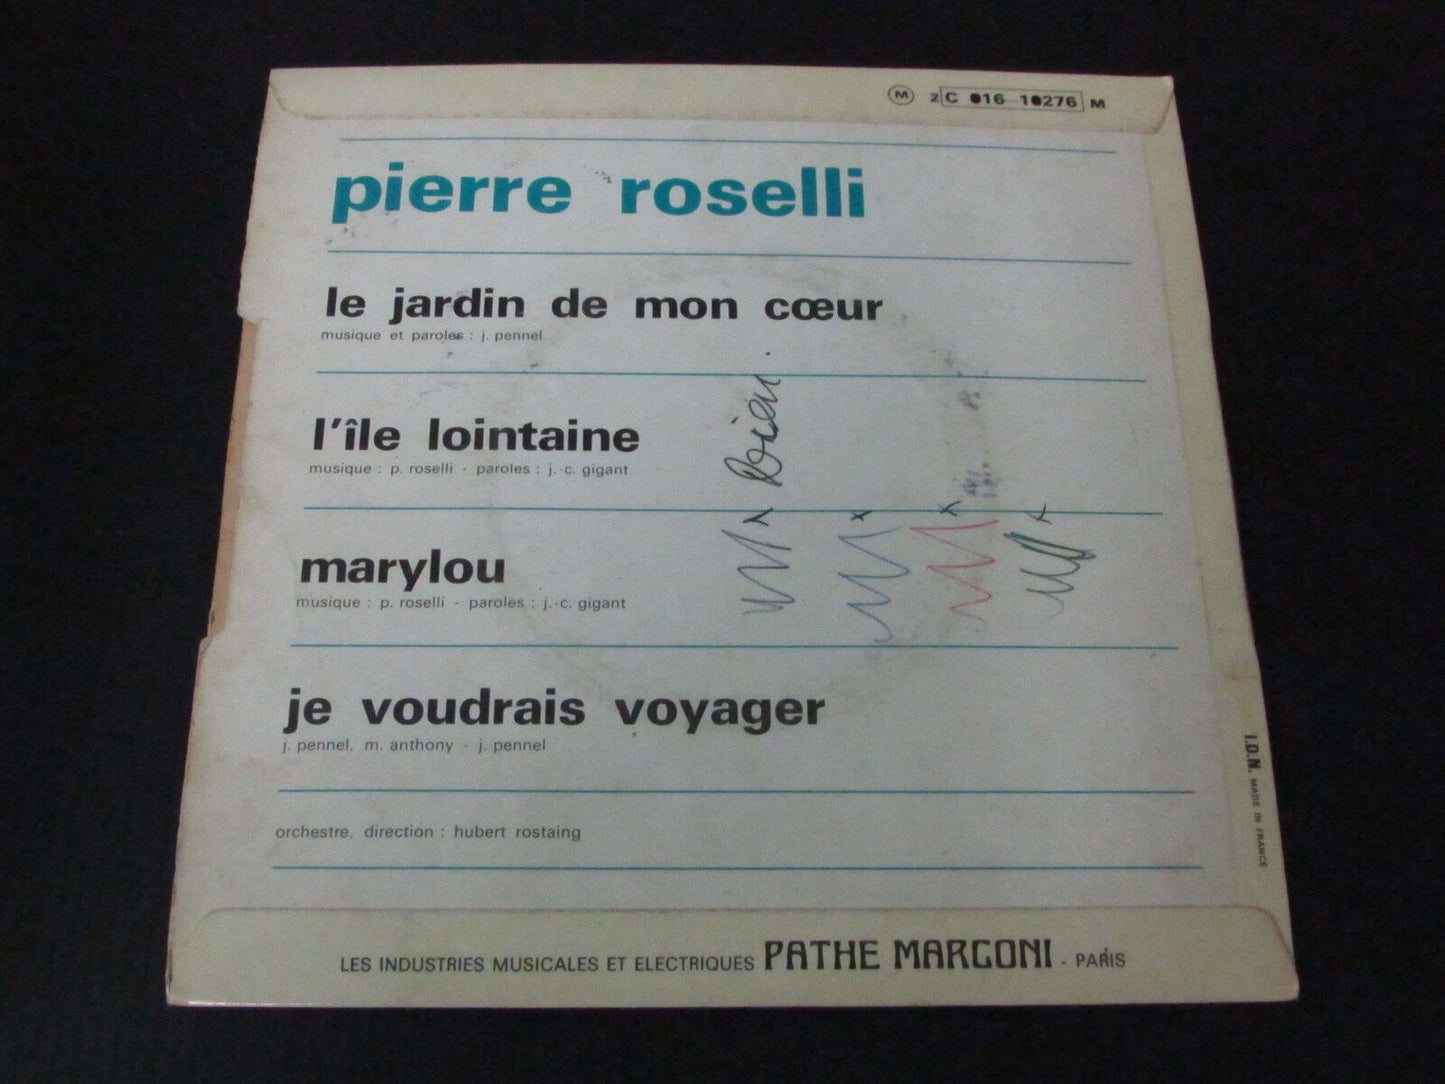 M 2 C 016-10276 M
pierre roselli
le jardin de mon cœur
musique et paroles : j. pennel
l'île lointaine
musique : p. roselli - paroles : j.-c. gigant
marylou
musique : p. roselli - paroles : j.-c. gigant
je voudrais voyager
j. pennel, m. anthony - j. pennel
orchestre, direction : hubert rostaing
I.D.N. MADE IN FRANCE
LES INDUSTRIES MUSICALES ET ELECTRIQUES PATHE MARCONI - PARIS